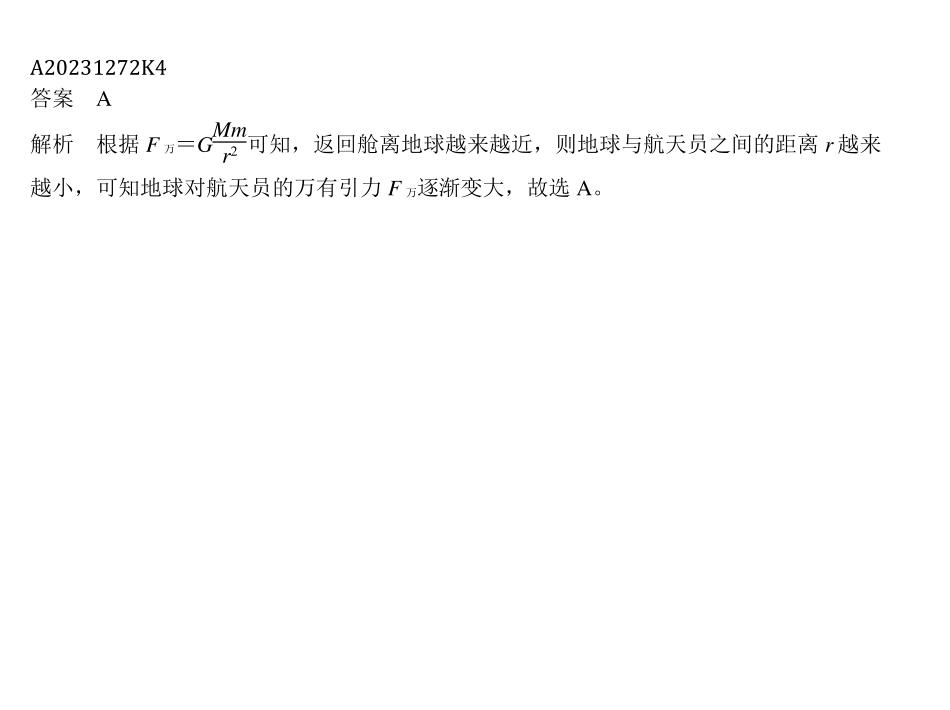 A20231272K4
答案 A
解析 根据 F万＝G\frac{Mm}{r^2}可知，返回舱离地球越来越近，则地球与航天员之间的距离 r 越来
越小，可知地球对航天员的万有引力 F万逐渐变大，故选 A。